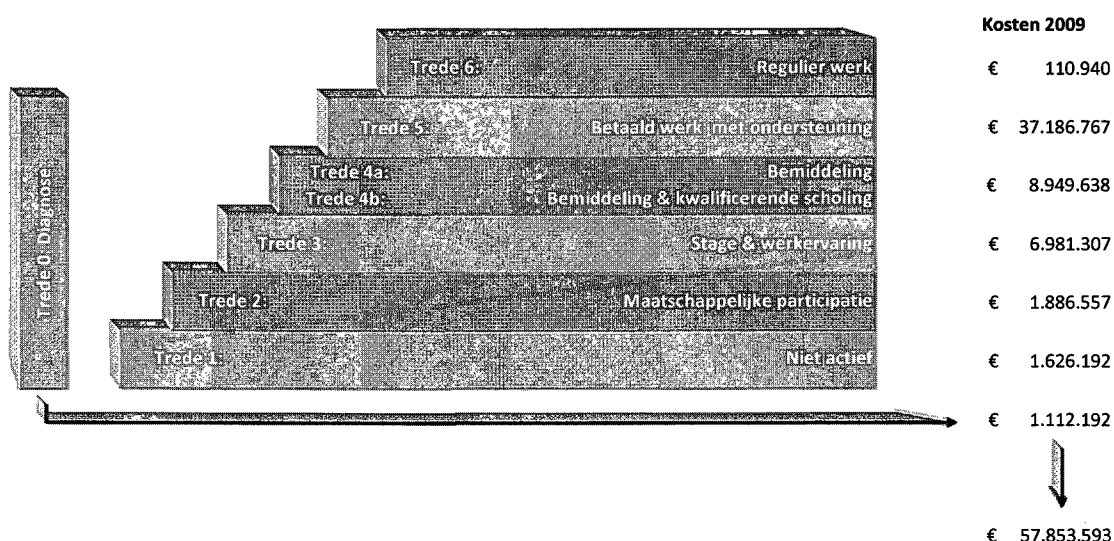 Kosten 2009
Trede 6: Regulier werk € 110.940
Trede 5: Betaald werk met ondersteuning € 37.186.767
Trede 4a: Bemiddeling
Trede 4b: Bemiddeling & kwalificerende scholing € 8.949.638
Trede 3: Stage & werkervaring € 6.981.307
Trede 2: Maatschappelijke participatie € 1.886.557
Trede 1: Niet actief € 1.626.192
Trede 0: Diagnose
€ 1.112.192
€ 57.853.593